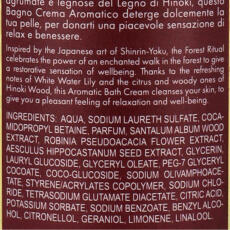 agrumate e legnose del Legno di Hinoki, questo
Bagno Crema Aromatico deterge dolcemente la
tua pelle, per donarti una piacevole sensazione di
relax e benessere.
Inspired by the Japanese art of Shinrin-Yoku, the Forest Ritual
celebrates the power of an enchanted walk in the forest to give
a restorative sensation of wellbeing. Thanks to the refreshing
notes of White Water Lily and the citrus and woody ones of
Hinoki Wood, this Aromatic Bath Cream cleanses your skin, to
give you a pleasant feeling of relaxation and well-being.
INGREDIENTS: AQUA, SODIUM LAURETH SULFATE, COCA-
MIDOPROPYL BETAINE, PARFUM, SANTALUM ALBUM WOOD
EXTRACT, ROBINIA PSEUDOACACIA FLOWER EXTRACT,
AESCULUS HIPPOCASTANUM SEED EXTRACT, GLYCERIN,
LAURYL GLUCOSIDE, GLYCERYL OLEATE, PEG-7 GLYCERYL
COCOATE, COCO-GLUCOSIDE, SODIUM OLIVAMPHOACE-
TATE, STYRENE/ACRYLATES COPOLYMER, SODIUM CHLO-
RIDE, TETRASODIUM GLUTAMATE DIACETATE, CITRIC ACID,
POTASSIUM SORBATE, SODIUM BENZOATE, BENZYL ALCO-
HOL, CITRONELLOL, GERANIOL, LIMONENE, LINALOOL.